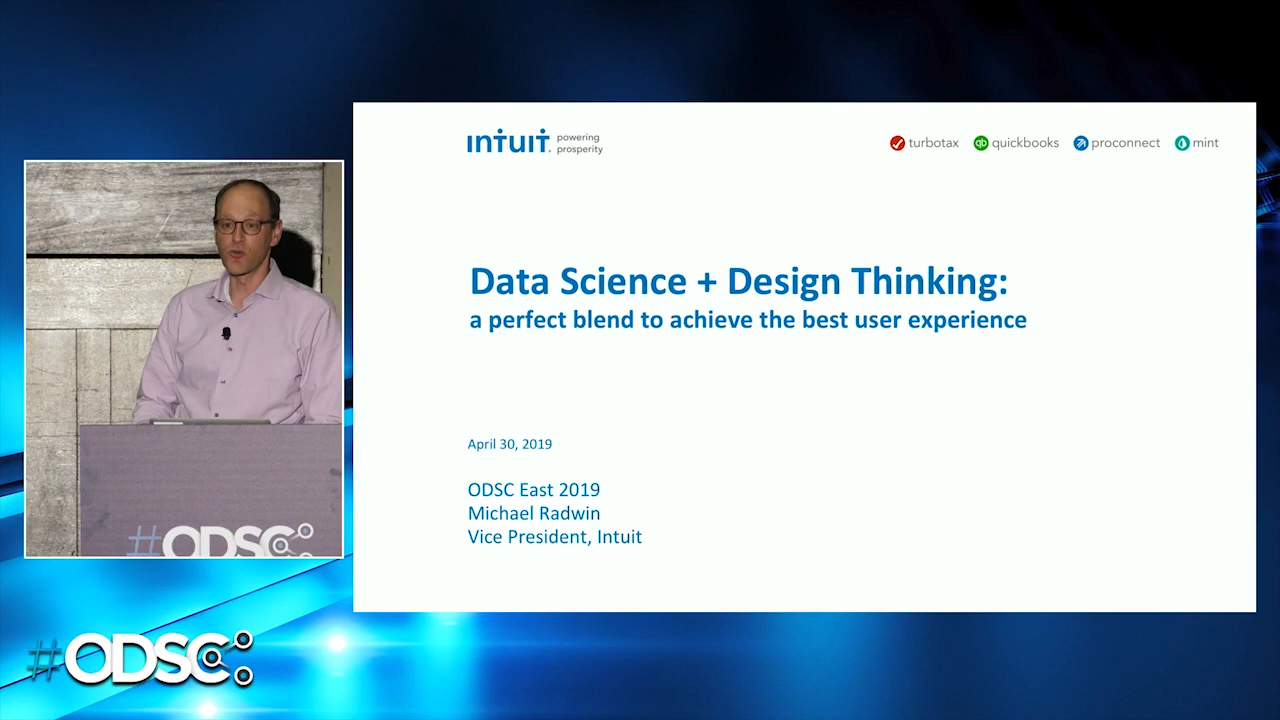 intuit powering prosperity
turbotax quickbooks proconnect mint
Data Science + Design Thinking:
a perfect blend to achieve the best user experience
April 30, 2019
ODSC East 2019
Michael Radwin
Vice President, Intuit
#ODSC
#ODSC